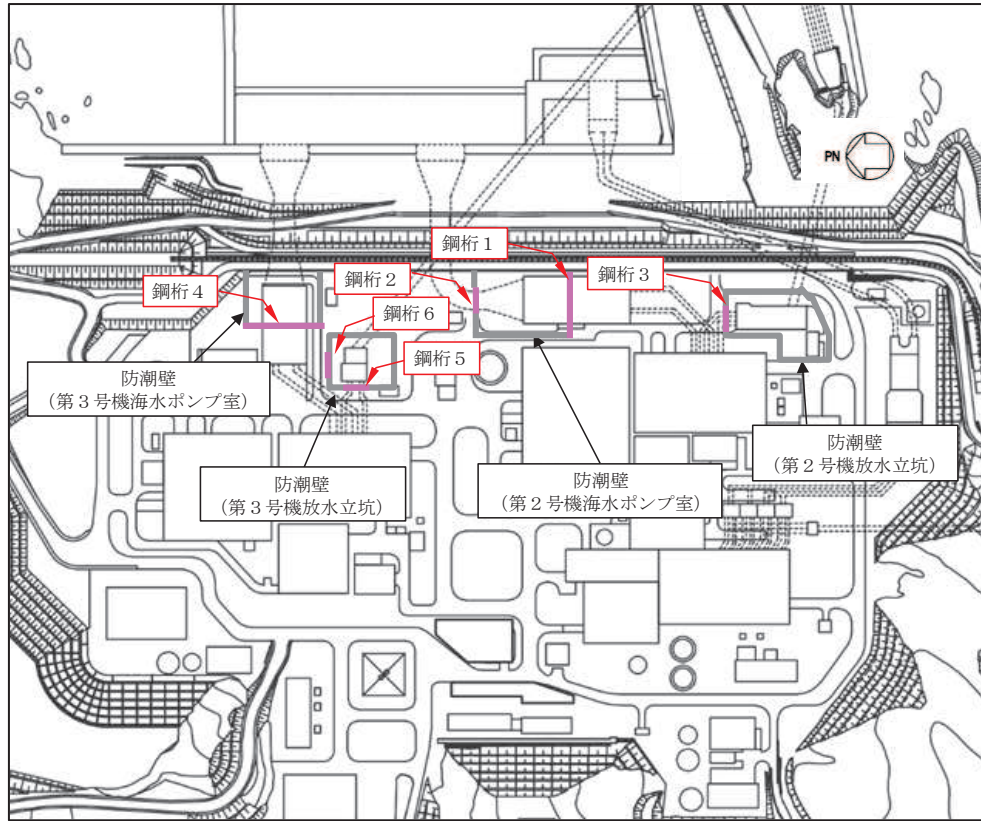 PN
鋼桁１
鋼桁２
鋼桁３
鋼桁４
鋼桁６
鋼桁５
防潮壁
（第３号機海水ポンプ室）
防潮壁
（第３号機放水立坑）
防潮壁
（第２号機海水ポンプ室）
防潮壁
（第２号機放水立坑）